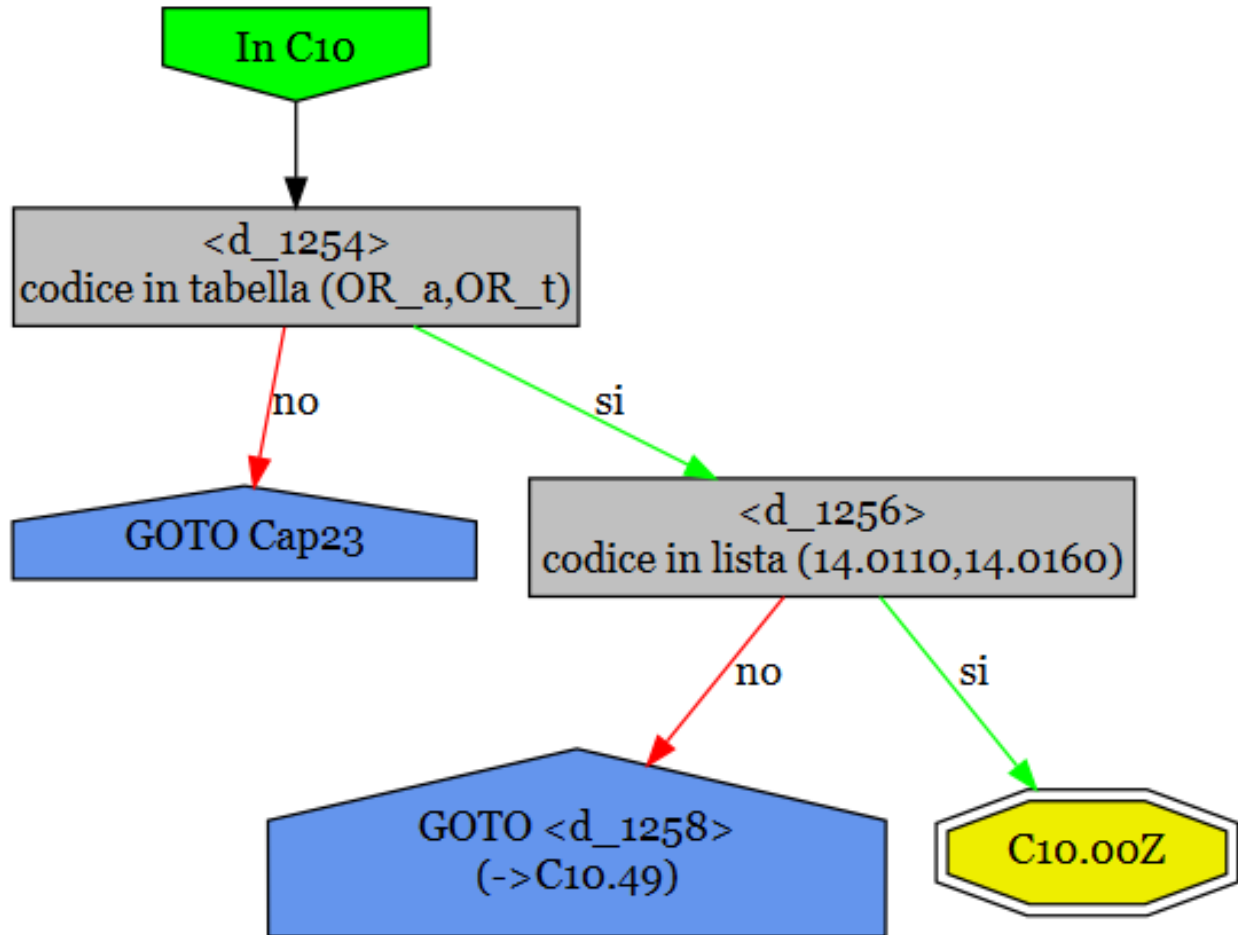 In C10
<d_1254>
codice in tabella (OR_a,OR_t)
no
si
GOTO Cap23
<d_1256>
codice in lista (14.0110,14.0160)
no
si
GOTO <d_1258>
(->C10.49)
C10.00Z